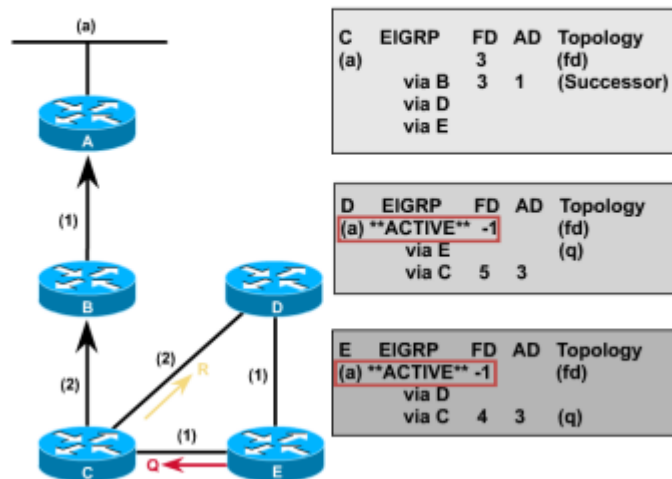 (a)
A
(1)
B
D
(2)
(2)
R
(1)
(1)
C
Q
E
C EIGRP FD AD Topology
(a) 3 (fd)
via B 3 1 (Successor)
via D
via E
D EIGRP FD AD Topology
(a) **ACTIVE** -1 (fd)
via E (q)
via C 5 3
E EIGRP FD AD Topology
(a) **ACTIVE** -1 (fd)
via D
via C 4 3 (q)